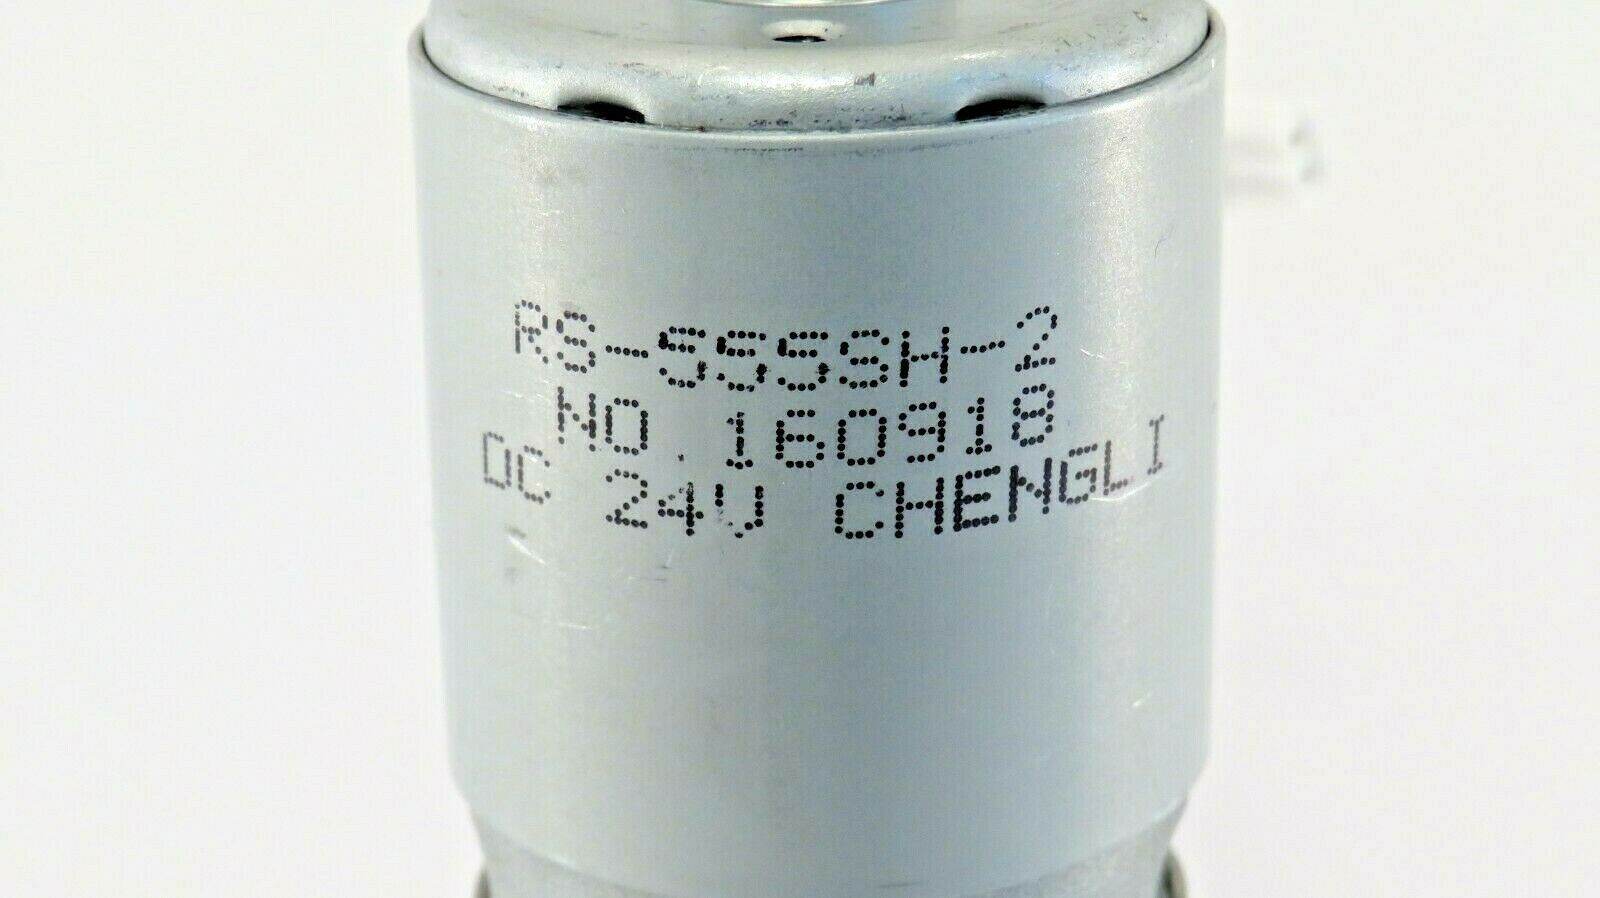 RS-555SH-2
NO.160918
DC 24V CHENGLI